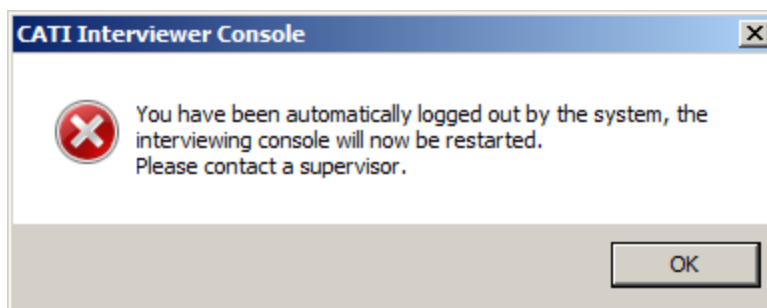 CATI Interviewer Console
You have been automatically logged out by the system, the
interviewing console will now be restarted.
Please contact a supervisor.
OK